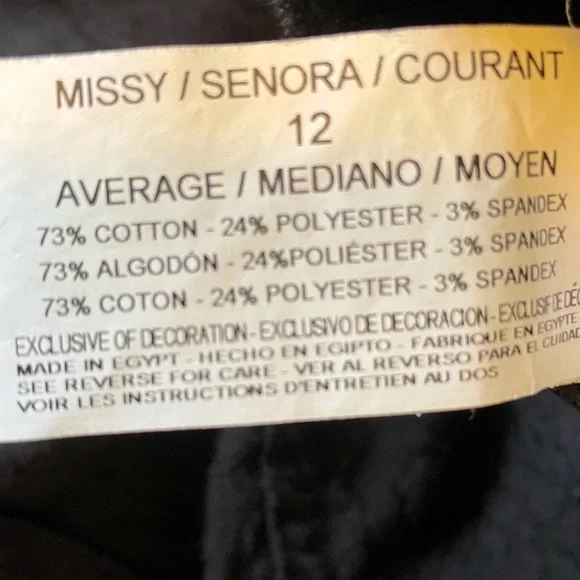 MISSY / SENORA / COURANT
12
AVERAGE / MEDIANO / MOYEN
73% COTTON - 24% POLYESTER - 3% SPANDEX
73% ALGODÓN - 24%POLIÉSTER - 3% SPANDEX
73% COTON - 24% POLYESTER - 3% SPANDEX
EXCLUSIVE OF DECORATION - EXCLUSIVO DE DECORACION - EXCLUSIF DE
MADE IN EGYPT - HECHO EN EGIPTO - FABRIQUE EN EGYPTE
SEE REVERSE FOR CARE - VER AL REVERSO PARA EL
VOIR LES INSTRUCTIONS D'ENTRETIEN AU DOS